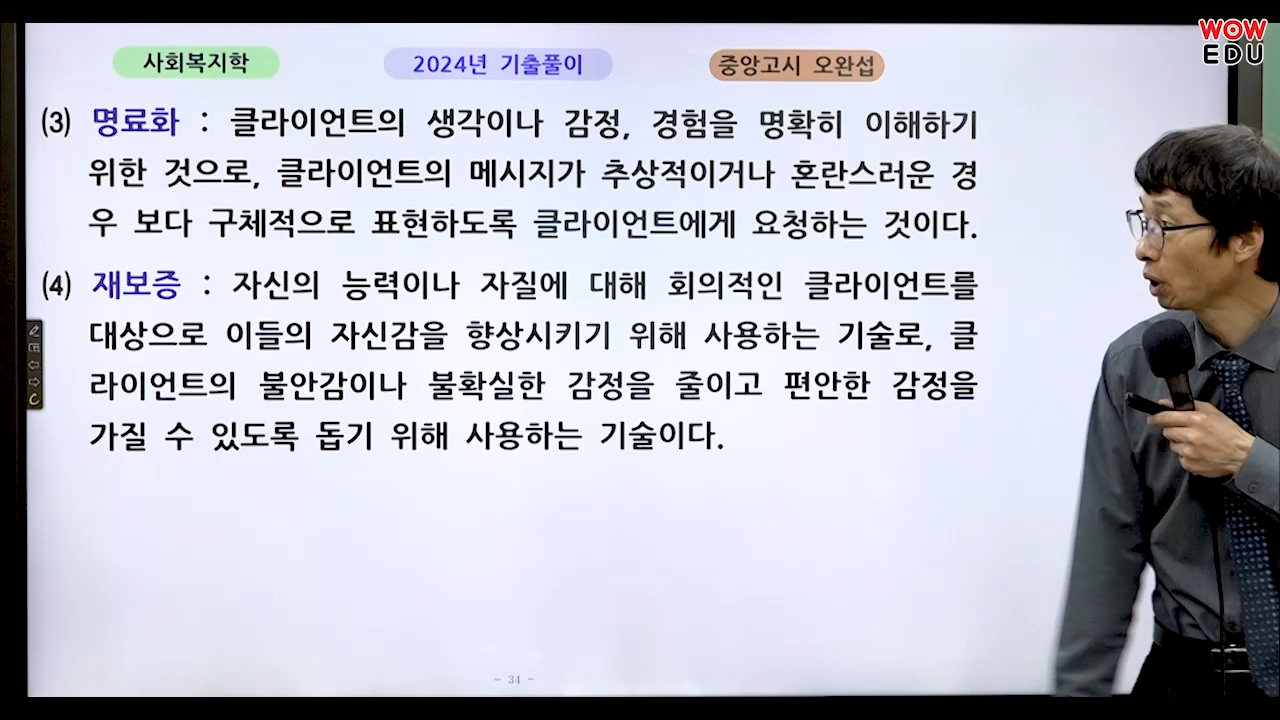 WOW
EDU
사회복지학
2024년 기출풀이
중앙고시 오완섭
(3) 명료화 : 클라이언트의 생각이나 감정, 경험을 명확히 이해하기
위한 것으로, 클라이언트의 메시지가 추상적이거나 혼란스러운 경
우 보다 구체적으로 표현하도록 클라이언트에게 요청하는 것이다.
(4) 재보증 : 자신의 능력이나 자질에 대해 회의적인 클라이언트를
대상으로 이들의 자신감을 향상시키기 위해 사용하는 기술로, 클
라이언트의 불안감이나 불확실한 감정을 줄이고 편안한 감정을
가질 수 있도록 돕기 위해 사용하는 기술이다.
- 34 -